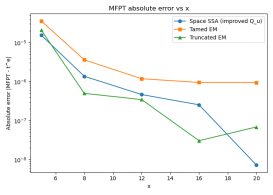 MFPT absolute error vs x
Space SSA (improved Q_u)
Tamed EM
Truncated EM
Absolute error |MFPT - t^e|
10⁻⁵
10⁻⁶
10⁻⁷
10⁻⁸
6 8 10 12 14 16 18 20
x